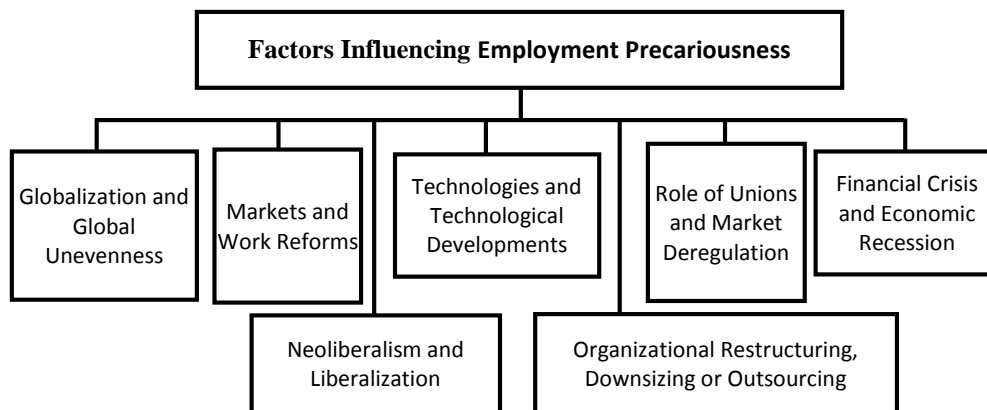 Factors Influencing Employment Precariousness
Globalization and
Global
Unevenness
Markets and
Work Reforms
Technologies and
Technological
Developments
Role of Unions
and Market
Deregulation
Financial Crisis
and Economic
Recession
Neoliberalism and
Liberalization
Organizational Restructuring,
Downsizing or Outsourcing